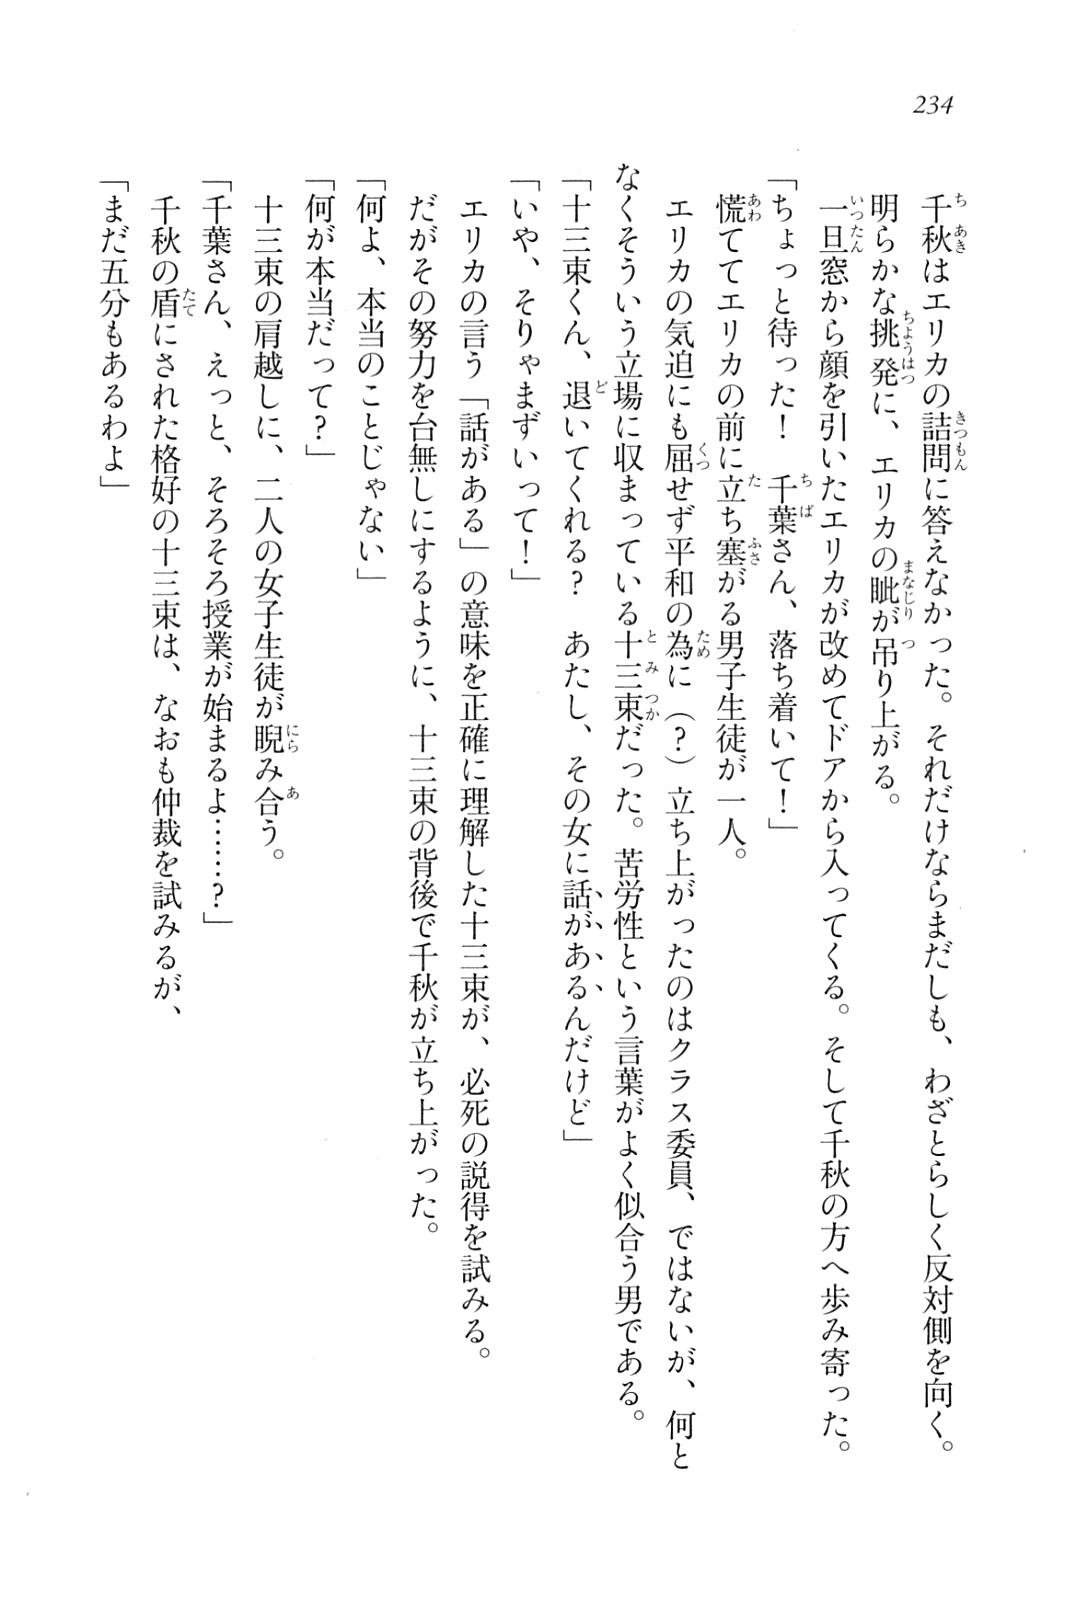 234
千秋はエリカの詰問に答えなかった。それだけならまだしも、わざとらしく反対側を向く。
明らかな挑発に、エリカの眦が吊り上がる。
一旦窓から顔を引いたエリカが改めてドアから入ってくる。そして千秋の方へ歩み寄った。
「ちょっと待った！　千葉さん、落ち着いて！」
慌ててエリカの前に立ち塞がる男子生徒が一人。
エリカの気迫にも屈せず平和の為に（？）立ち上がったのはクラス委員、ではないが、何と
なくそういう立場に収まっている十三束だった。苦労性という言葉がよく似合う男である。
「十三束くん、退いてくれる？　あたし、その女に話があるんだけど」
「いや、そりゃまずいって！」
エリカの言う「話がある」の意味を正確に理解した十三束が、必死の説得を試みる。
だがその努力を台無しにするように、十三束の背後で千秋が立ち上がった。
「何よ、本当のことじゃない」
「何が本当だって？」
十三束の肩越しに、二人の女子生徒が睨み合う。
「千葉さん、えっと、そろそろ授業が始まるよ……？」
千秋の盾にされた格好の十三束は、なおも仲裁を試みるが、
「まだ五分もあるわよ」